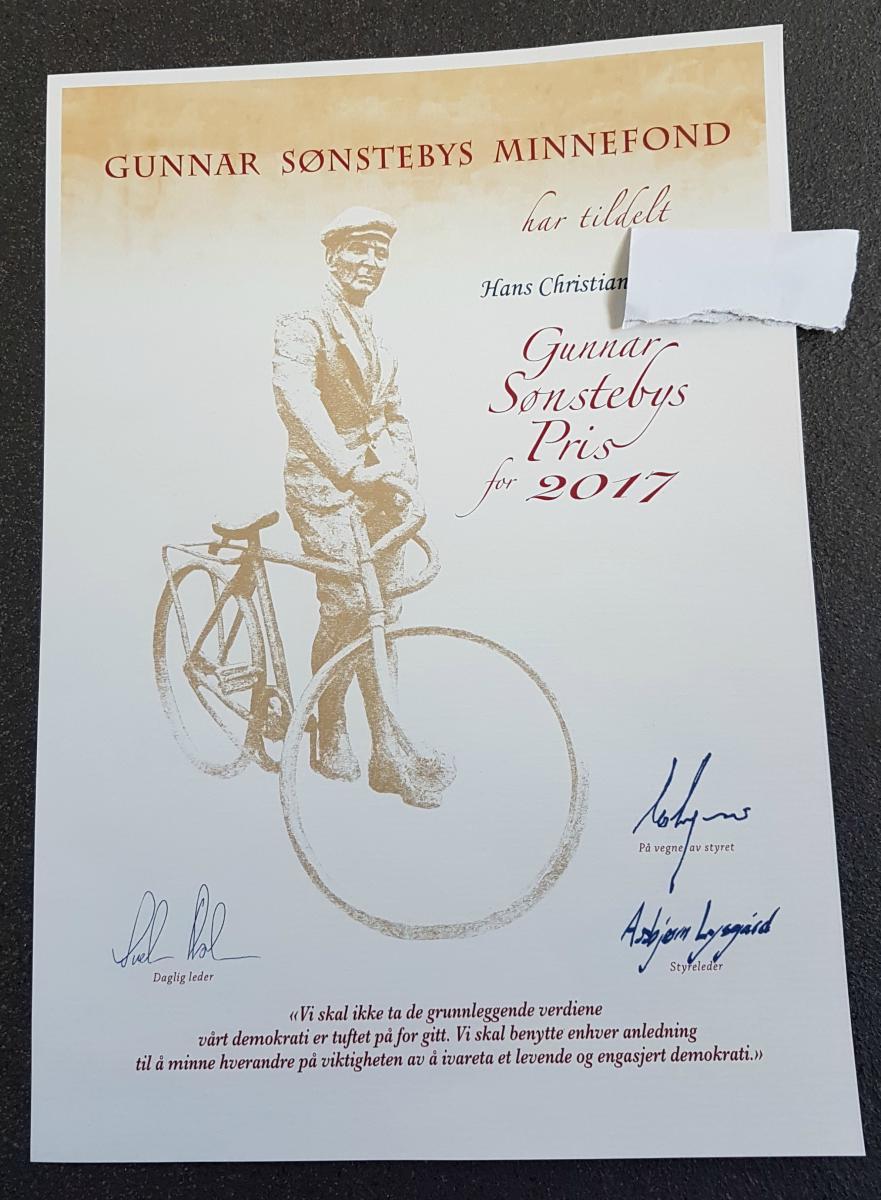 GUNNAR SØNSTEBYS MINNEFOND
har tildelt
Hans Christian
Gunnar
Sønstebys
Pris
for 2017
På vegne av styret
Asbjørn Lysgård
Styreleder
Daglig leder
«Vi skal ikke ta de grunnleggende verdiene
vårt demokrati er tuftet på for gitt. Vi skal benytte enhver anledning
til å minne hverandre på viktigheten av å ivareta et levende og engasjert demokrati.»